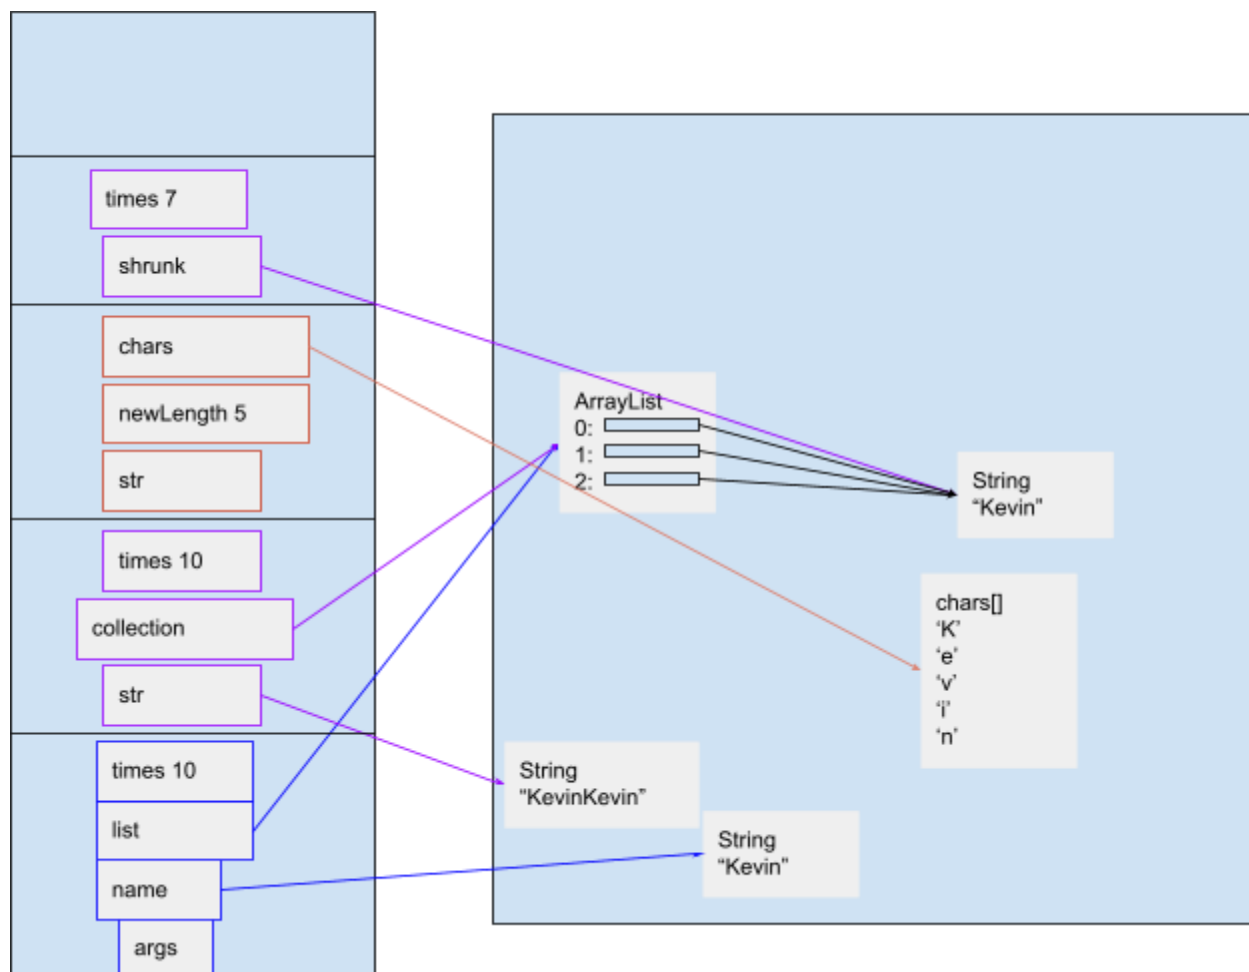 times 7
shrunk
chars
newLength 5
str
times 10
collection
str
times 10
list
name
args
ArrayList
0:
1:
2:
String
“Kevin”
chars[]
‘K’
‘e’
‘v’
‘i’
‘n’
String
“KevinKevin”
String
“Kevin”